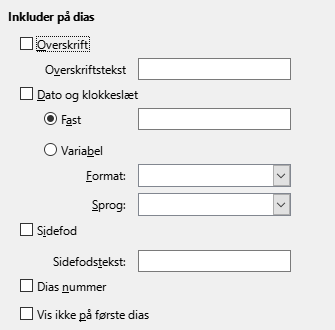 Inkluder på dias
Overskrift
Overskriftstekst
Dato og klokkeslæt
Fast
Variabel
Format:
Sprog:
Sidefod
Sidefodstekst:
Dias nummer
Vis ikke på første dias